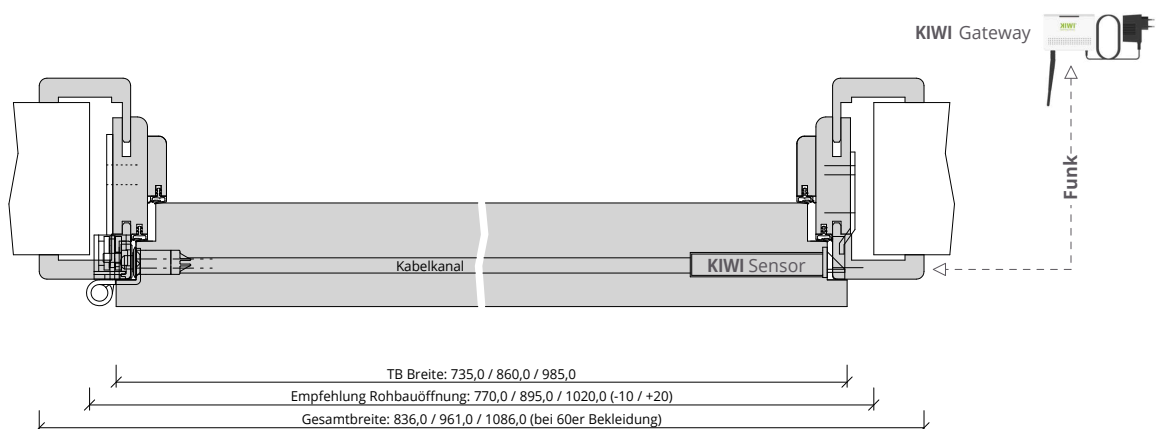 KIWI Gateway
KIWI
Funk
Kabelkanal
KIWI Sensor
TB Breite: 735,0 / 860,0 / 985,0
Empfehlung Rohbauöffnung: 770,0 / 895,0 / 1020,0 (-10 / +20)
Gesamtbreite: 836,0 / 961,0 / 1086,0 (bei 60er Bekleidung)